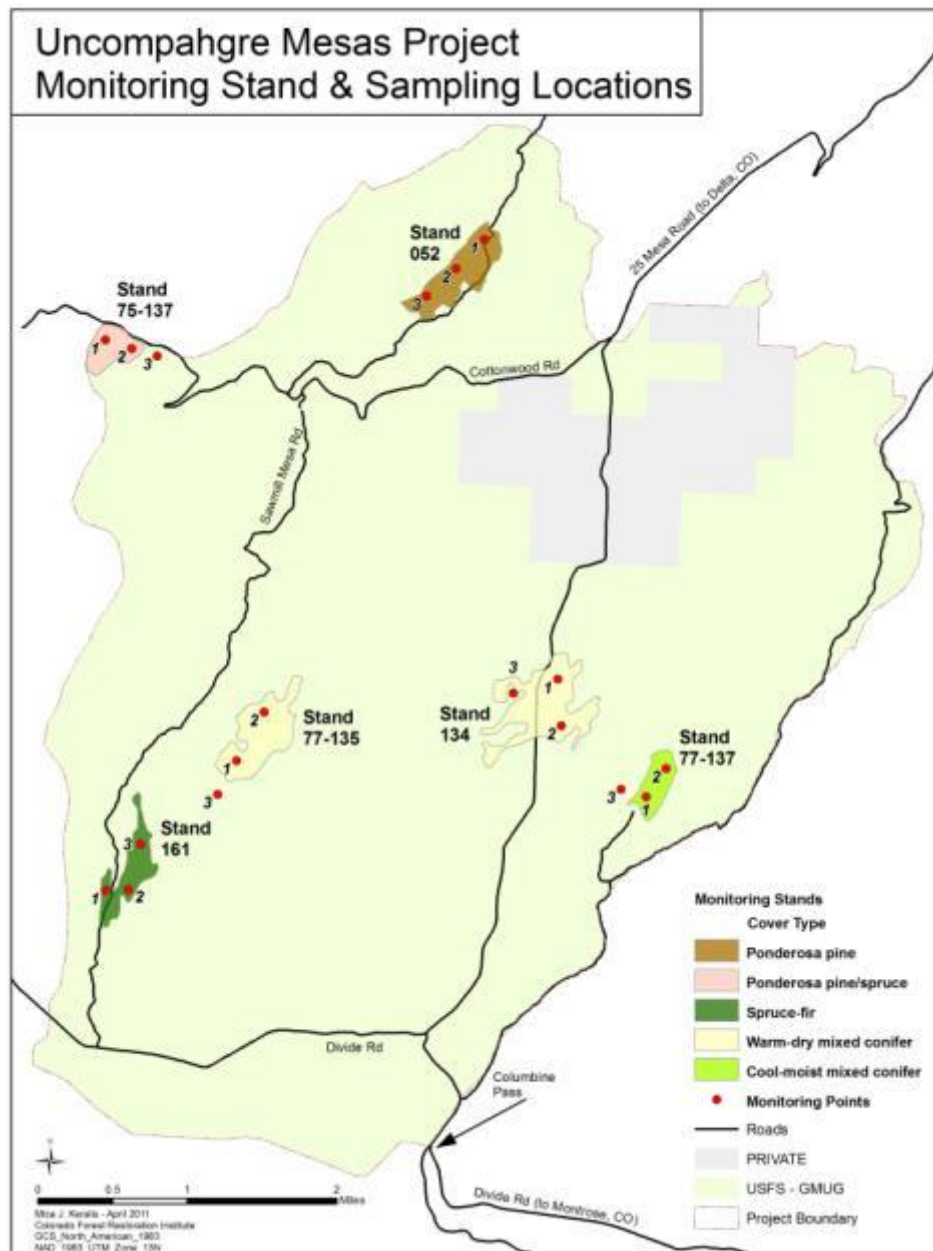 Uncompahgre Mesas Project
Monitoring Stand & Sampling Locations
25 Mesa Road (to Delta, CO)
Stand
052
1
2
3
Stand
75-137
1
2
3
Cottonwood Rd
Sawmill Mesa Rd
3
1
2
Stand
134
2
1
3
Stand
77-135
Stand
77-137
2
1
3
Stand
161
3
1
2
Divide Rd
Columbine
Pass
Divide Rd (to Montrose, CO)
Monitoring Stands
Cover Type
Ponderosa pine
Ponderosa pine/spruce
Spruce-fir
Warm-dry mixed conifer
Cool-moist mixed conifer
Monitoring Points
Roads
PRIVATE
USFS - GMUG
Project Boundary
0 0.5 1 2
Miles
April 2011
Colorado Forest Restoration Institute
GCS_North_American_1983
NAD_1983_UTM_Zone